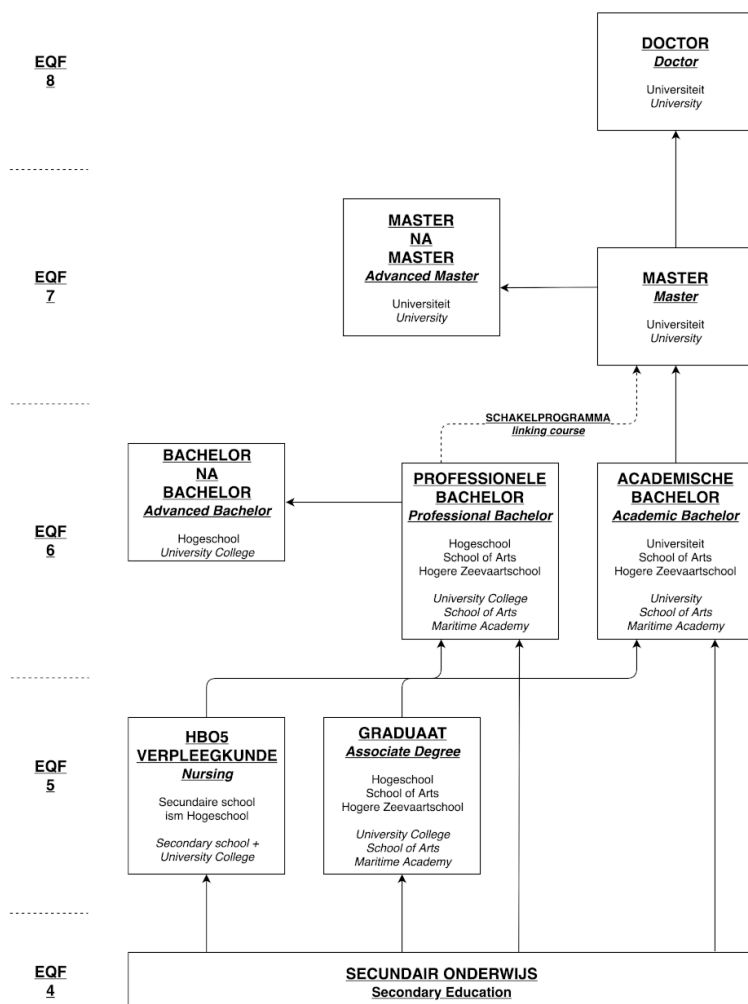 EQF
8
DOCTOR
Doctor
Universiteit
University
EQF
7
MASTER
NA
MASTER
Advanced Master
Universiteit
University
MASTER
Master
Universiteit
University
SCHAKELPROGRAMMA
linking course
EQF
6
BACHELOR
NA
BACHELOR
Advanced Bachelor
Hogeschool
University College
PROFESSIONELE
BACHELOR
Professional Bachelor
Hogeschool
School of Arts
Hogere Zeevaartschool
University College
School of Arts
Maritime Academy
ACADEMISCHE
BACHELOR
Academic Bachelor
Universiteit
School of Arts
Hogere Zeevaartschool
University
School of Arts
Maritime Academy
EQF
5
HBO5
VERPLEEGKUNDE
Nursing
Secundaire school
ism Hogeschool
Secondary school +
University College
GRADUAAT
Associate Degree
Hogeschool
School of Arts
Hogere Zeevaartschool
University College
School of Arts
Maritime Academy
EQF
4
SECUNDAIR ONDERWIJS
Secondary Education